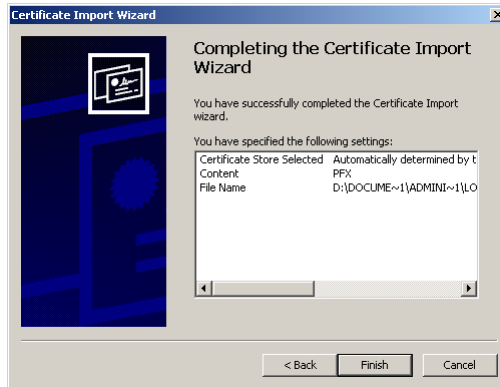 Certificate Import Wizard
Completing the Certificate Import
Wizard
You have successfully completed the Certificate Import
wizard.
You have specified the following settings:
Certificate Store Selected Automatically determined by t
Content PFX
File Name D:\DOCUME~1\ADMINI~1\LO
< Back Finish Cancel